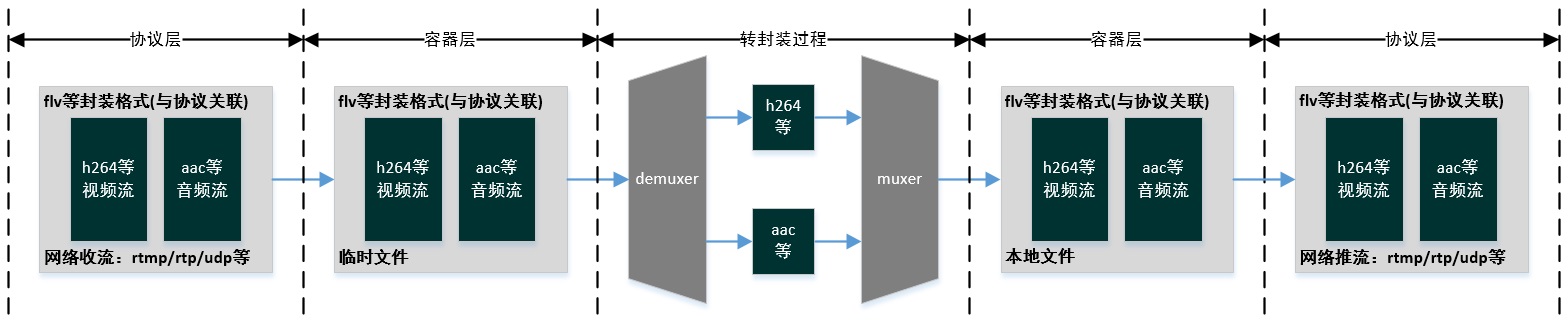 协议层
容器层
转封装过程
容器层
协议层
flv等封装格式(与协议关联)
h264等
视频流
aac等
音频流
网络收流：rtmp/rtp/udp等
flv等封装格式(与协议关联)
h264等
视频流
aac等
音频流
临时文件
demuxer
h264
等
aac
等
muxer
flv等封装格式(与协议关联)
h264等
视频流
aac等
音频流
本地文件
flv等封装格式(与协议关联)
h264等
视频流
aac等
音频流
网络推流：rtmp/rtp/udp等